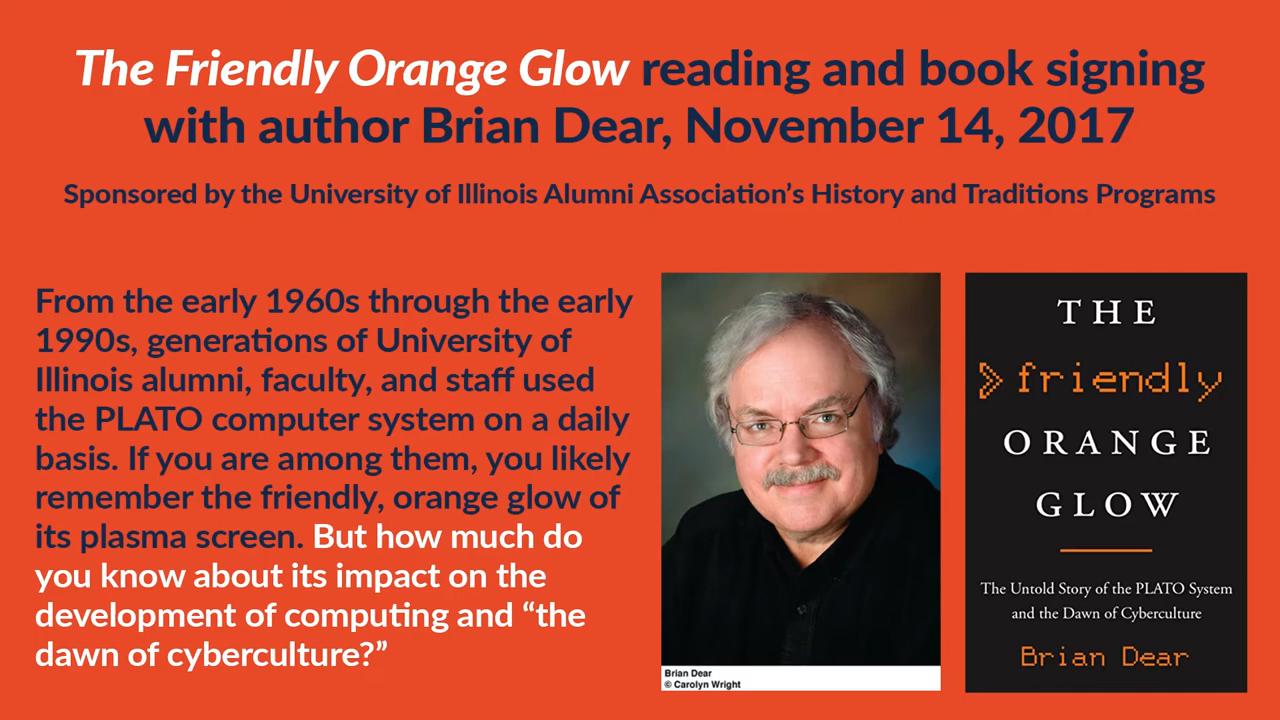 The Friendly Orange Glow reading and book signing
with author Brian Dear, November 14, 2017
Sponsored by the University of Illinois Alumni Association’s History and Traditions Programs
From the early 1960s through the early
1990s, generations of University of
Illinois alumni, faculty, and staff used
the PLATO computer system on a daily
basis. If you are among them, you likely
remember the friendly, orange glow of
its plasma screen. But how much do
you know about its impact on the
development of computing and “the
dawn of cyberculture?”
Brian Dear
© Carolyn Wright
THE
friendly
ORANGE
GLOW
The Untold Story of the PLATO System
and the Dawn of Cyberculture
Brian Dear